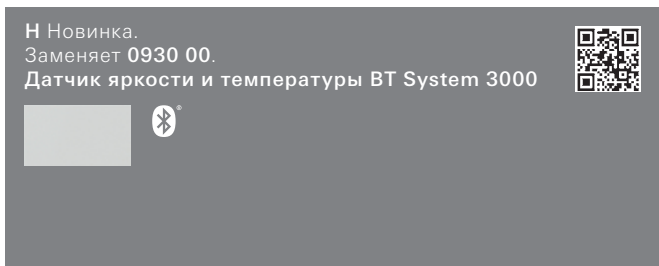 Н Новинка.
Заменяет 0930 00.
Датчик яркости и температуры BT System 3000